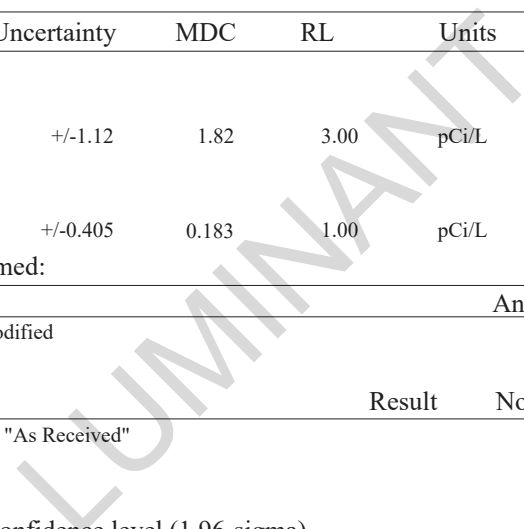 Uncertainty MDC RL Units
+/-1.12 1.82 3.00 pCi/L
+/-0.405 0.183 1.00 pCi/L
med:
An
odified
Result No
"As Received"
onfidence level (1.96-sigma)
LUMINANT